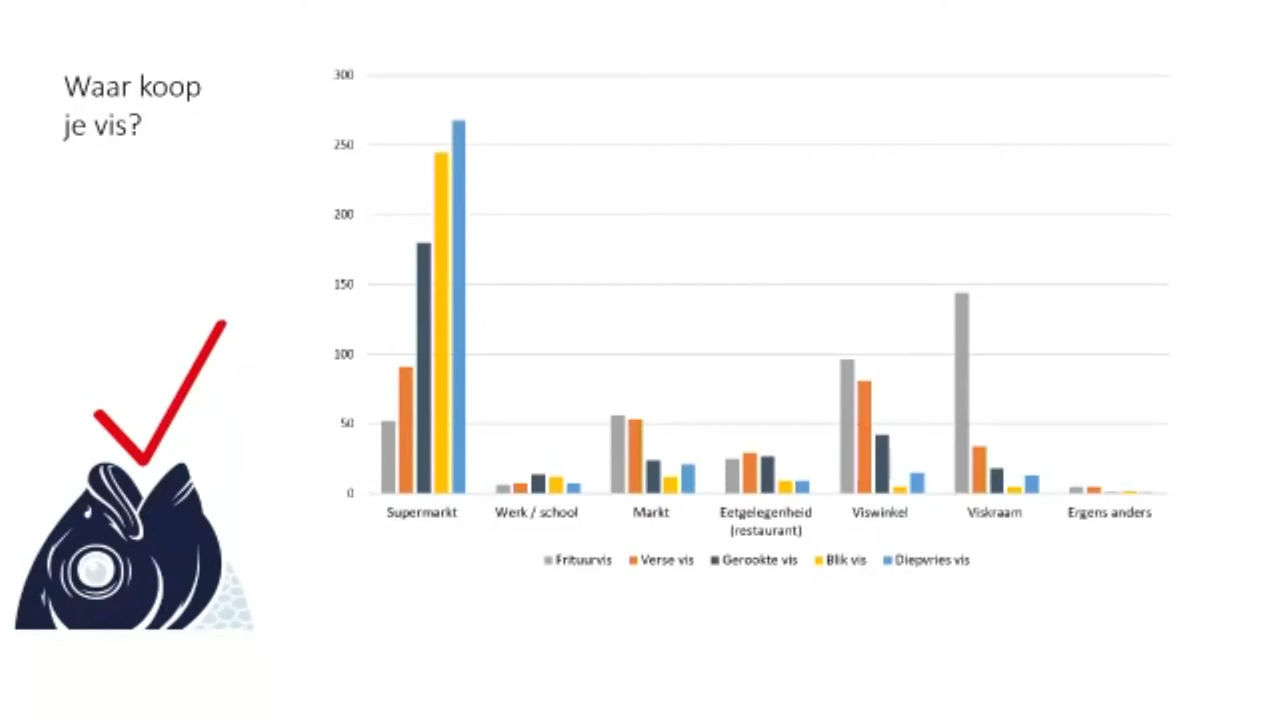 Waar koop
je vis?
300
250
200
150
100
50
0
Supermarkt Werk / school Markt Eetgelegenheid Viswinkel Viskraam Ergens anders
(restaurant)
Frituurvis Verse vis Gerookte vis Blik vis Diepvries vis